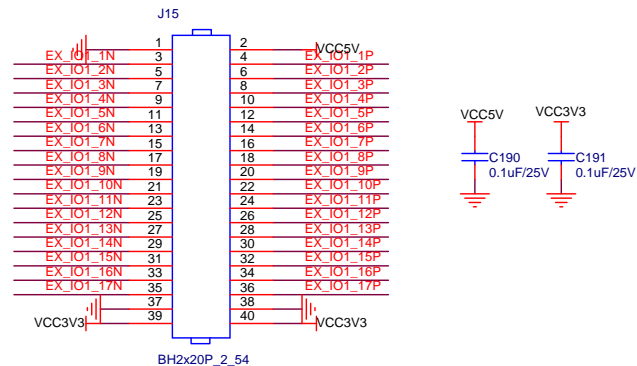 J15
1 2 VCC5V
EX_IO1_1N 3 4 EX_IO1_1P
EX_IO1_2N 5 6 EX_IO1_2P
EX_IO1_3N 7 8 EX_IO1_3P
EX_IO1_4N 9 10 EX_IO1_4P
EX_IO1_5N 11 12 EX_IO1_5P
EX_IO1_6N 13 14 EX_IO1_6P
EX_IO1_7N 15 16 EX_IO1_7P
EX_IO1_8N 17 18 EX_IO1_8P
EX_IO1_9N 19 20 EX_IO1_9P
EX_IO1_10N 21 22 EX_IO1_10P
EX_IO1_11N 23 24 EX_IO1_11P
EX_IO1_12N 25 26 EX_IO1_12P
EX_IO1_13N 27 28 EX_IO1_13P
EX_IO1_14N 29 30 EX_IO1_14P
EX_IO1_15N 31 32 EX_IO1_15P
EX_IO1_16N 33 34 EX_IO1_16P
EX_IO1_17N 35 36 EX_IO1_17P
37 38
VCC3V3 39 40 VCC3V3
BH2x20P_2_54
VCC5V
C190
0.1uF/25V
VCC3V3
C191
0.1uF/25V